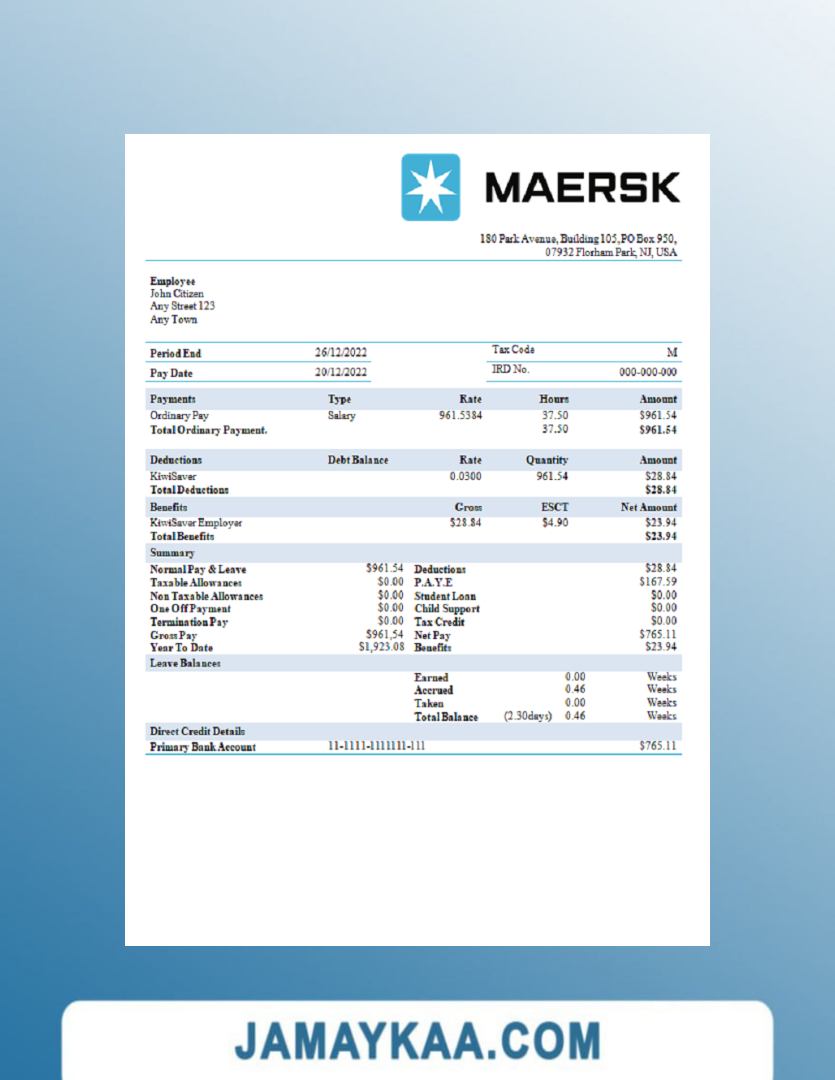 MAERSK
180 Park Avenue, Building 105, PO Box 950,
07932 Florham Park, NJ, USA
Employee
John Citizen
Any Street 123
Any Town
Period End 26/12/2022 Tax Code M
Pay Date 20/12/2022 IRD No. 000-000-000
Payments Type Rate Hours Amount
Ordinary Pay Salary 961.5384 37.50 $961.54
Total Ordinary Payment. 37.50 $961.54
Deductions Debt Balance Rate Quantity Amount
KiwiSaver 0.0300 961.54 $28.84
Total Deductions $28.84
Benefits Gross ESCT Net Amount
KiwiSaver Employer $28.84 $4.90 $23.94
Total Benefits $23.94
Summary
Normal Pay & Leave $961.54 Deductions $28.84
Taxable Allowances $0.00 P.A.Y.E $167.59
Non Taxable Allowances $0.00 Student Loan $0.00
One Off Payment $0.00 Child Support $0.00
Termination Pay $0.00 Tax Credit $0.00
Gross Pay $961,54 Net Pay $765.11
Year To Date $1,923.08 Benefits $23.94
Leave Balances
Earned 0.00 Weeks
Accrued 0.46 Weeks
Taken 0.00 Weeks
Total Balance (2.30days) 0.46 Weeks
Direct Credit Details
Primary Bank Account 11-1111-1111111-111 $765.11
JAMAYKAA.COM